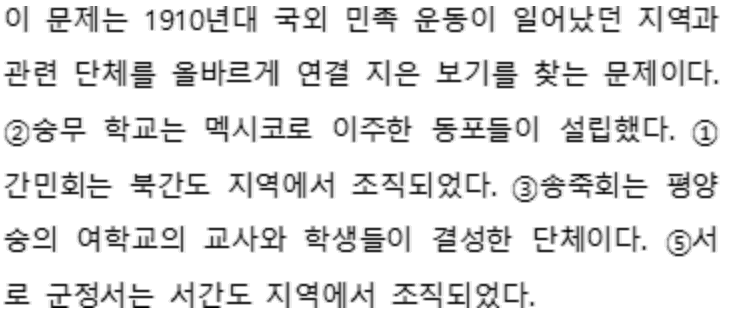 이 문제는 1910년대 국외 민족 운동이 일어났던 지역과
관련 단체를 올바르게 연결 지은 보기를 찾는 문제이다.
②숭무 학교는 멕시코로 이주한 동포들이 설립했다. ①
간민회는 북간도 지역에서 조직되었다. ③송죽회는 평양
숭의 여학교의 교사와 학생들이 결성한 단체이다. ⑤서
로 군정서는 서간도 지역에서 조직되었다.